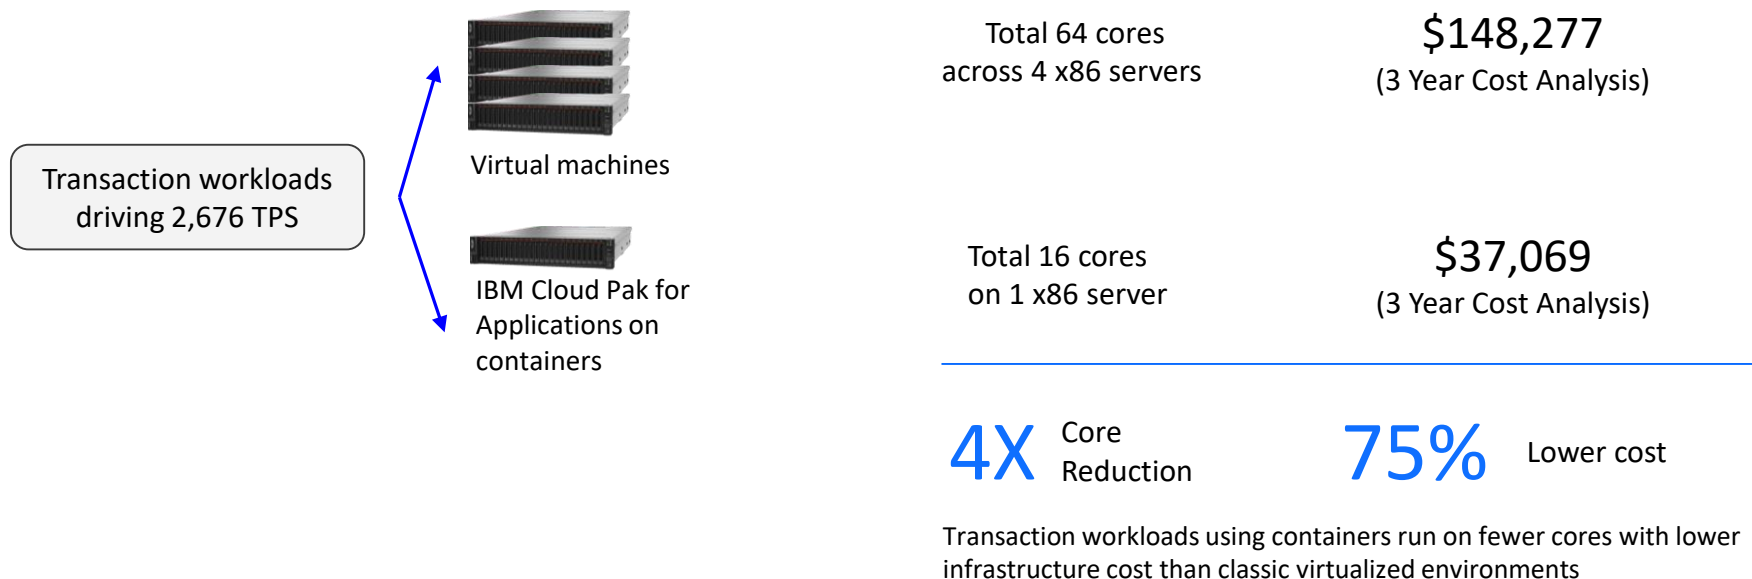 Transaction workloads
driving 2,676 TPS
Virtual machines
Total 64 cores
across 4 x86 servers
$148,277
(3 Year Cost Analysis)
IBM Cloud Pak for
Applications on
containers
Total 16 cores
on 1 x86 server
$37,069
(3 Year Cost Analysis)
4X
Core
Reduction
75%
Lower cost
Transaction workloads using containers run on fewer cores with lower
infrastructure cost than classic virtualized environments